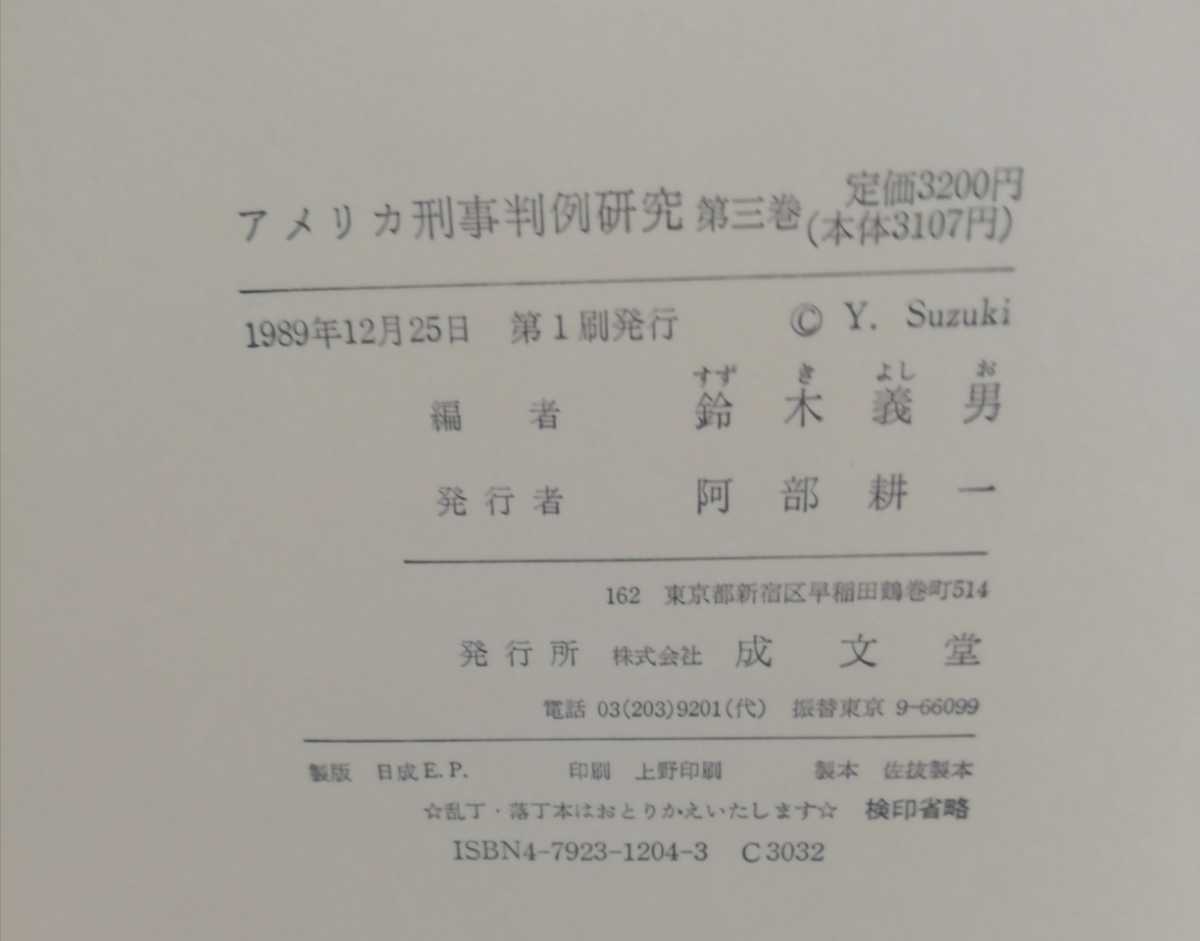 アメリカ刑事判例研究 第三巻 定価3200円
(本体3107円)
1989年12月25日 第1刷発行 © Y. Suzuki
すず き よし お
編者 鈴木義男
発行者 阿部耕一
162 東京都新宿区早稲田鶴巻町514
発行所 株式会社 成文堂
電話 03(203)9201(代) 振替東京 9-66099
製版 日成E.P. 印刷 上野印刷 製本 佐抜製本
☆乱丁・落丁本はおとりかえいたします☆ 検印省略
ISBN4-7923-1204-3 C3032